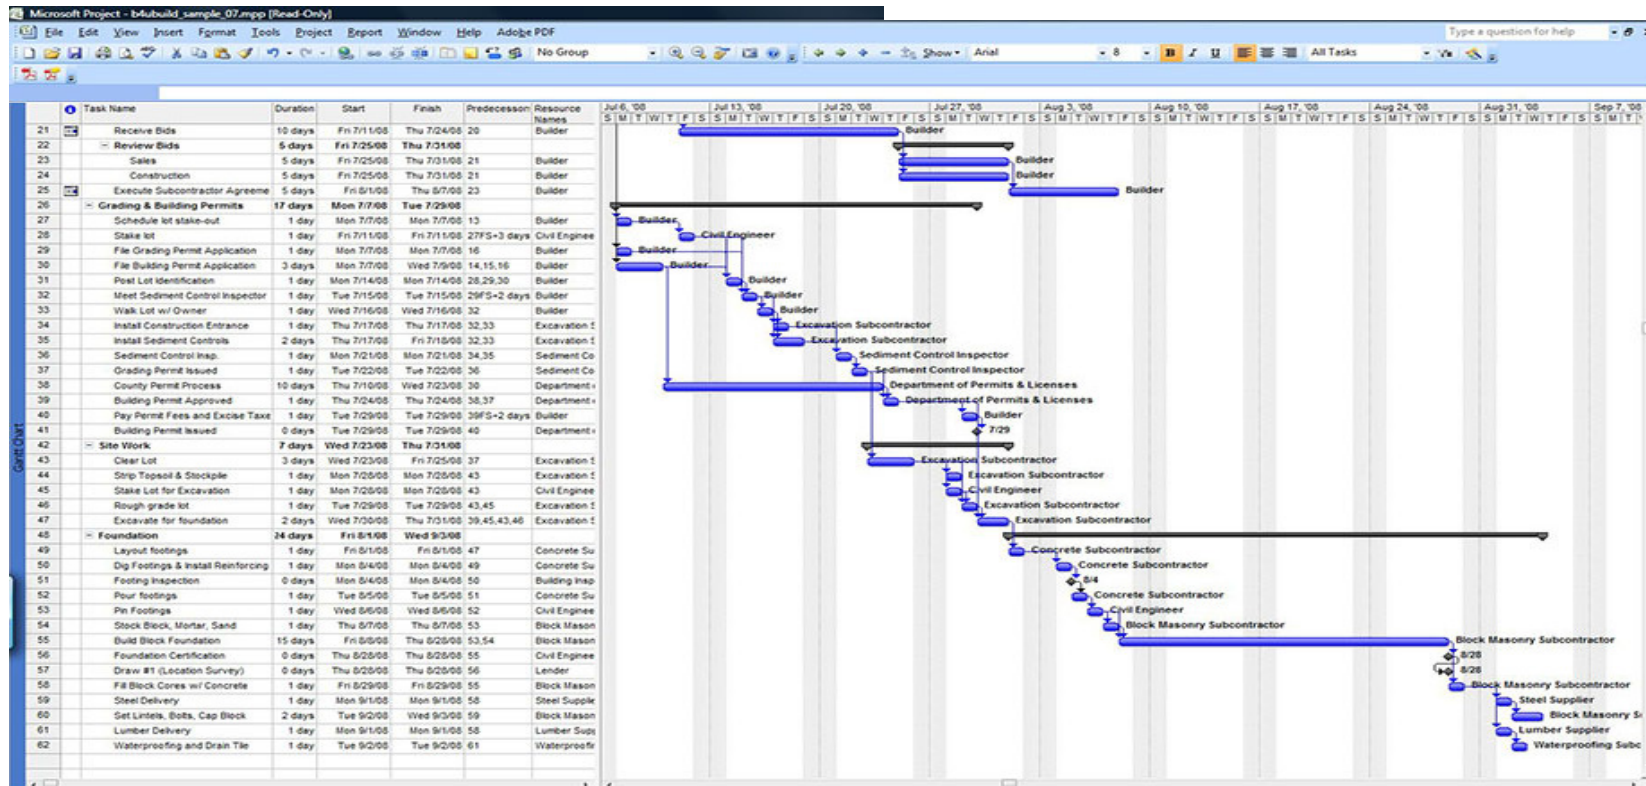 Microsoft Project - b4ubuild_sample_07.mpp [Read-Only]
File Edit View Insert Format Tools Project Report Window Help Adobe PDF Type a question for help
No Group Show Arial 8 B I U All Tasks
Task Name Duration Start Finish Predecessors Resource Names Jul 6, '08 Jul 13, '08 Jul 20, '08 Jul 27, '08 Aug 3, '08 Aug 10, '08 Aug 17, '08 Aug 24, '08 Aug 31, '08 Sep 7, '08
S M T W T F S S M T W T F S S M T W T F S S M T W T F S S M T W T F S S M T W T F S S M T W T F S S M T W T F S S M T W T F S S M T
21 Receive Bids 10 days Fri 7/11/08 Thu 7/24/08 20 Builder Builder
22 Review Bids 5 days Fri 7/25/08 Thu 7/31/08
23 Sales 5 days Fri 7/25/08 Thu 7/31/08 21 Builder Builder
24 Construction 5 days Fri 7/25/08 Thu 7/31/08 21 Builder Builder
25 Execute Subcontractor Agreeme 5 days Fri 8/1/08 Thu 8/7/08 23 Builder Builder
26 Grading & Building Permits 17 days Mon 7/7/08 Tue 7/29/08
27 Schedule lot stake-out 1 day Mon 7/7/08 Mon 7/7/08 13 Builder Builder
28 Stake lot 1 day Fri 7/11/08 Fri 7/11/08 27FS+3 days Civil Enginee Civil Engineer
29 File Grading Permit Application 1 day Mon 7/7/08 Mon 7/7/08 16 Builder Builder
30 File Building Permit Application 3 days Mon 7/7/08 Wed 7/9/08 14,15,16 Builder Builder
31 Post Lot Identification 1 day Mon 7/14/08 Mon 7/14/08 28,29,30 Builder Builder
32 Meet Sediment Control Inspector 1 day Tue 7/15/08 Tue 7/15/08 29FS+2 days Builder Builder
33 Walk Lot w/ Owner 1 day Wed 7/16/08 Wed 7/16/08 32 Builder Builder
34 Install Construction Entrance 1 day Thu 7/17/08 Thu 7/17/08 32,33 Excavation S Excavation Subcontractor
35 Install Sediment Controls 2 days Thu 7/17/08 Fri 7/18/08 32,33 Excavation S Excavation Subcontractor
36 Sediment Control Insp. 1 day Mon 7/21/08 Mon 7/21/08 34,35 Sediment Co Sediment Control Inspector
37 Grading Permit Issued 1 day Tue 7/22/08 Tue 7/22/08 36 Sediment Co Sediment Control Inspector
38 County Permit Process 10 days Thu 7/10/08 Wed 7/23/08 30 Department Department of Permits & Licenses
39 Building Permit Approved 1 day Thu 7/24/08 Thu 7/24/08 38,37 Department Department of Permits & Licenses
40 Pay Permit Fees and Excise Taxe 1 day Tue 7/29/08 Tue 7/29/08 39FS+2 days Builder Builder
41 Building Permit Issued 0 days Tue 7/29/08 Tue 7/29/08 40 Department 7/29
42 Site Work 7 days Wed 7/23/08 Thu 7/31/08
43 Clear Lot 3 days Wed 7/23/08 Fri 7/25/08 37 Excavation S Excavation Subcontractor
44 Strip Topsoil & Stockpile 1 day Mon 7/28/08 Mon 7/28/08 43 Excavation S Excavation Subcontractor
45 Stake Lot for Excavation 1 day Mon 7/28/08 Mon 7/28/08 43 Civil Enginee Civil Engineer
46 Rough grade lot 1 day Tue 7/29/08 Tue 7/29/08 43,45 Excavation S Excavation Subcontractor
47 Excavate for foundation 2 days Wed 7/30/08 Thu 7/31/08 39,45,43,46 Excavation S Excavation Subcontractor
48 Foundation 24 days Fri 8/1/08 Wed 9/3/08
49 Layout footings 1 day Fri 8/1/08 Fri 8/1/08 47 Concrete Su Concrete Subcontractor
50 Dig Footings & Install Reinforcing 1 day Mon 8/4/08 Mon 8/4/08 49 Concrete Su Concrete Subcontractor
51 Footing Inspection 0 days Mon 8/4/08 Mon 8/4/08 50 Building Insp 8/4
52 Pour footings 1 day Tue 8/5/08 Tue 8/5/08 51 Concrete Su Concrete Subcontractor
53 Pin Footings 1 day Wed 8/6/08 Wed 8/6/08 52 Civil Enginee Civil Engineer
54 Stock Block, Mortar, Sand 1 day Thu 8/7/08 Thu 8/7/08 53 Block Mason Block Masonry Subcontractor
55 Build Block Foundation 15 days Fri 8/8/08 Thu 8/28/08 53,54 Block Mason Block Masonry Subcontractor
56 Foundation Certification 0 days Thu 8/28/08 Thu 8/28/08 55 Civil Enginee 8/28
57 Draw #1 (Location Survey) 0 days Thu 8/28/08 Thu 8/28/08 56 Lender 8/28
58 Fill Block Cores w/ Concrete 1 day Fri 8/29/08 Fri 8/29/08 55 Block Mason Block Masonry Subcontractor
59 Steel Delivery 1 day Mon 9/1/08 Mon 9/1/08 58 Steel Supplie Steel Supplier
60 Set Lintels, Bolts, Cap Block 2 days Tue 9/2/08 Wed 9/3/08 59 Block Mason Block Masonry S
61 Lumber Delivery 1 day Mon 9/1/08 Mon 9/1/08 58 Lumber Supp Lumber Supplier
62 Waterproofing and Drain Tile 1 day Tue 9/2/08 Tue 9/2/08 61 Waterproofir Waterproofing Subc
Gantt Chart